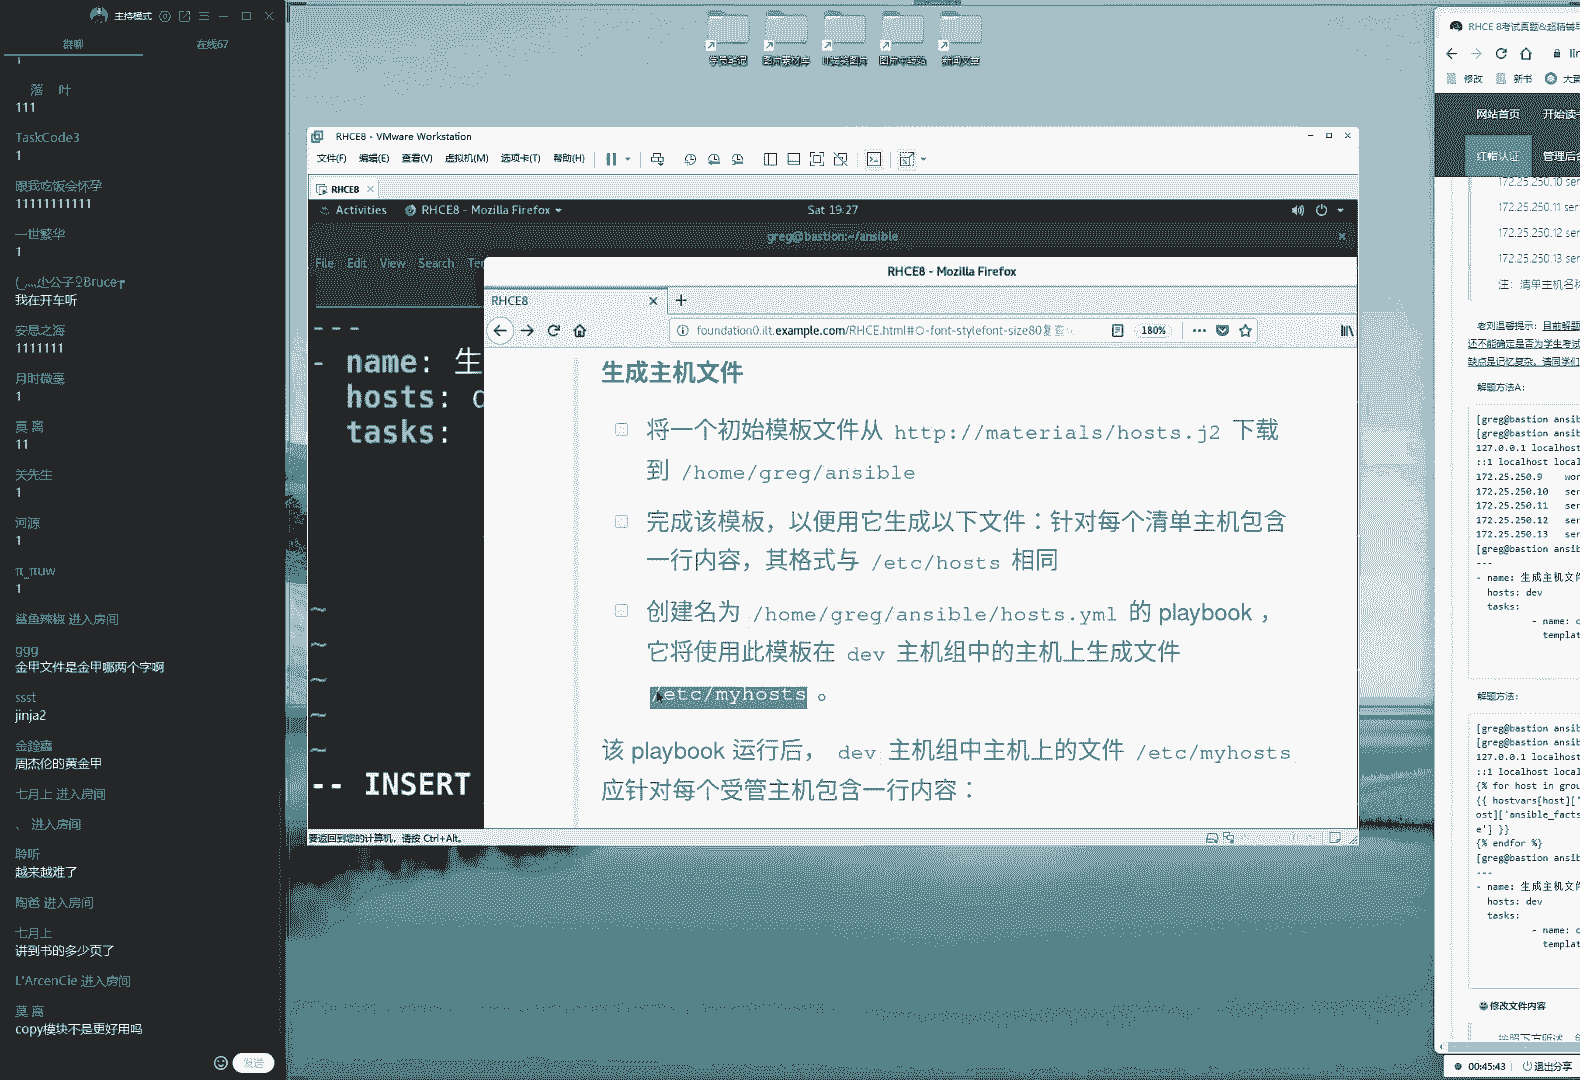 主持模式
群聊
在线67
1
落 叶
111
TaskCode3
1
跟我吃饭会怀孕
11111111111
一世繁华
1
我在开车听
安息之海
1111111
1
莫 离
11
关先生
1
河源
1
1
鲨鱼辣椒 进入房间
ggg
金甲文件是金甲哪两个字啊
ssst
jinja2
周杰伦的黄金甲
七月上 进入房间
、 进入房间
聆听
越来越难了
陶爸 进入房间
七月上
讲到书的多少页了
L'ArcenCie 进入房间
莫 离
copy模块不是更好用吗
发送
RHCE8 - VMware Workstation
文件(F) 编辑(E) 查看(V) 虚拟机(M) 选项卡(T) 帮助(H)
RHCE8
Activities
RHCE8 - Mozilla Firefox
Sat 19:27
greg@bastion:~/ansible
File Edit View Search Te
---
- name: 生
hosts: d
tasks:
~
~
~
~
~
-- INSERT
RHCE8 - Mozilla Firefox
RHCE8
foundation0.ilt.example.com/RHCE.html#○-font-stylefont-size80复查
180%
生成主机文件
将一个初始模板文件从 http://materials/hosts.j2 下载
到 /home/greg/ansible
完成该模板，以便用它生成以下文件：针对每个清单主机包含
一行内容，其格式与 /etc/hosts 相同
创建名为 /home/greg/ansible/hosts.yml 的 playbook ，
它将使用此模板在 dev 主机组中的主机上生成文件
/etc/myhosts 。
该 playbook 运行后， dev 主机组中主机上的文件 /etc/myhosts
应针对每个受管主机包含一行内容：
要返回到您的计算机，请按 Ctrl+Alt。
RHCE 8考试真题&超精辅导
lin
修改
新书
网站首页
开始读
红帽认证
管理后
172.25.250.10 ser
172.25.250.11 ser
172.25.250.12 ser
172.25.250.13 ser
注：清单主机名称
老刘温馨提示：目前解题
还不能确定是否为学生考试
缺点是记忆复杂。请同学们
解题方法A:
[greg@bastion ansib
[greg@bastion ansib
127.0.0.1 localhost
::1 localhost local
172.25.250.9 wor
172.25.250.10 ser
172.25.250.11 ser
172.25.250.12 ser
172.25.250.13 ser
[greg@bastion ansib
---
- name: 生成主机文件
hosts: dev
tasks:
- name: c
templat
解题方法:
[greg@bastion ansib
[greg@bastion ansib
127.0.0.1 localhost
::1 localhost local
{% for host in grou
{{ hostvars[host]['
ost]['ansible_facts
e'] }}
{% endfor %}
[greg@bastion ansib
---
- name: 生成主机文件
hosts: dev
tasks:
- name: c
templat
修改文件内容
00:45:43
退出分享